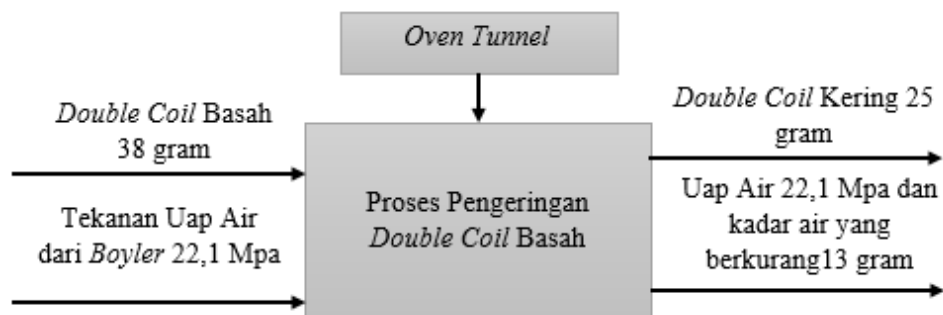 Oven Tunnel
Double Coil Basah
38 gram
Tekanan Uap Air
dari Boyler 22,1 Mpa
Proses Pengeringan
Double Coil Basah
Double Coil Kering 25
gram
Uap Air 22,1 Mpa dan
kadar air yang
berkurang13 gram